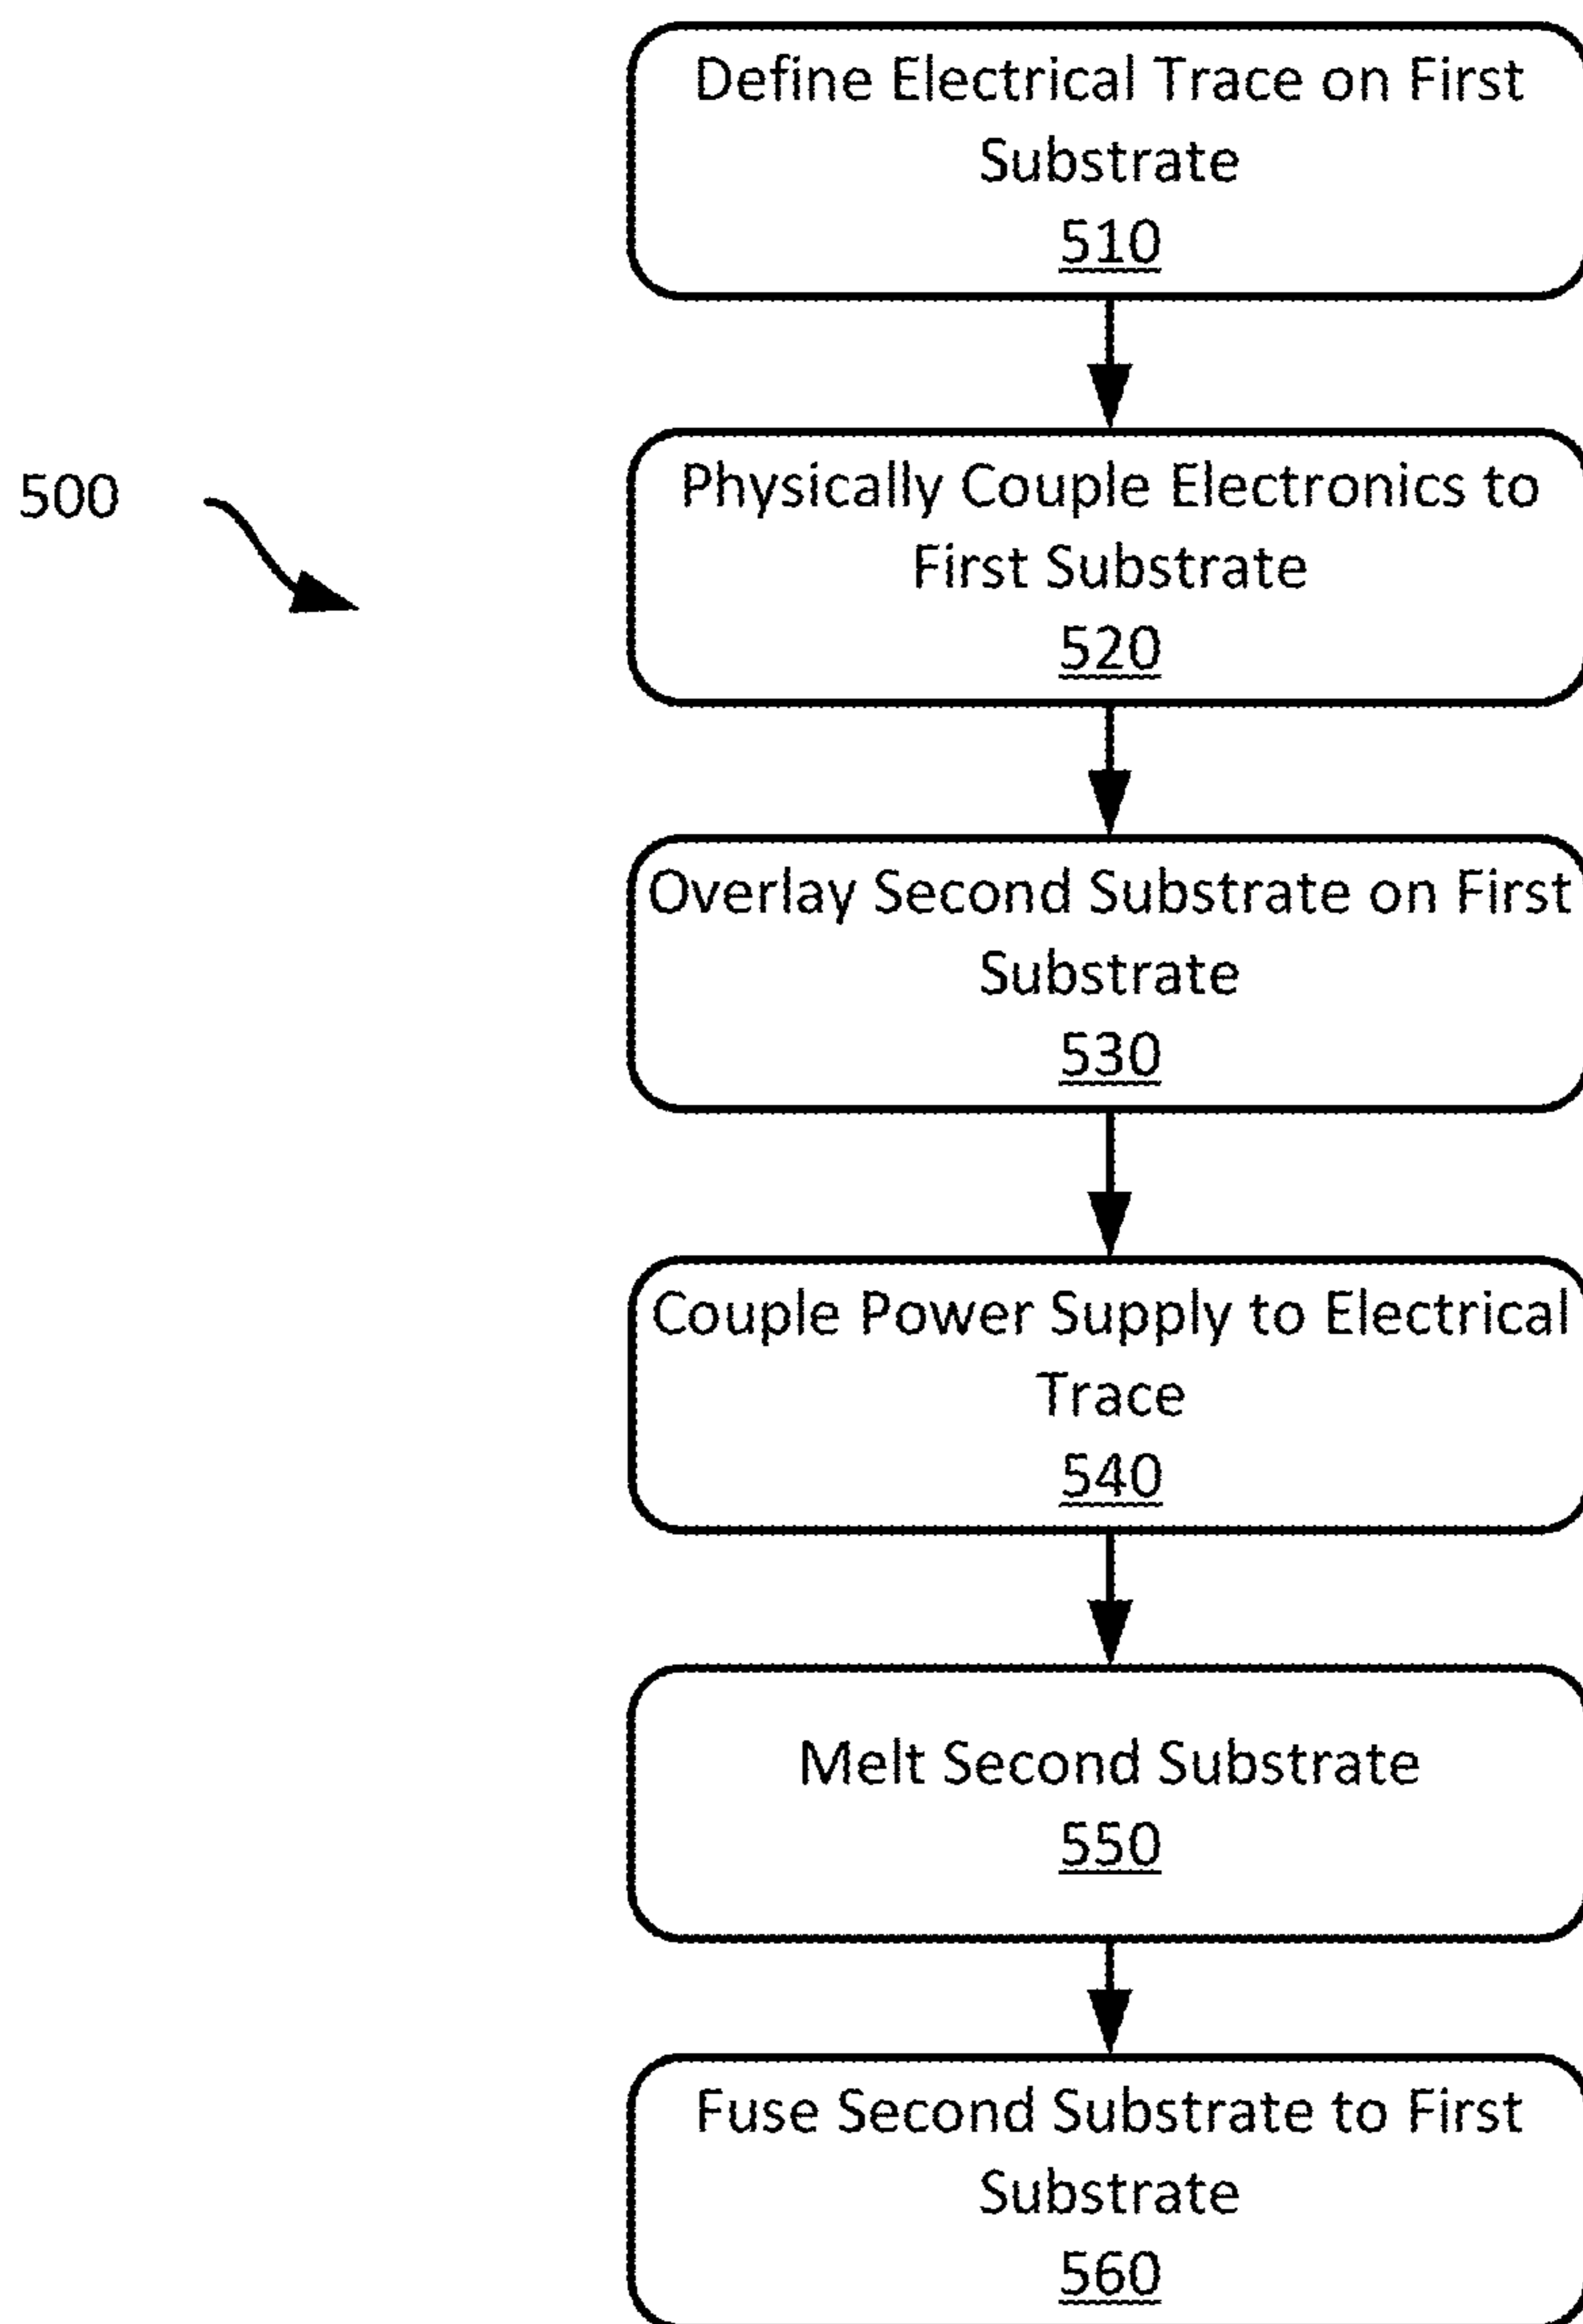 Define Electrical Trace on First
Substrate
510
500
Physically Couple Electronics to
First Substrate
520
Overlay Second Substrate on First
Substrate
530
Couple Power Supply to Electrical
Trace
540
Melt Second Substrate
550
Fuse Second Substrate to First
Substrate
560